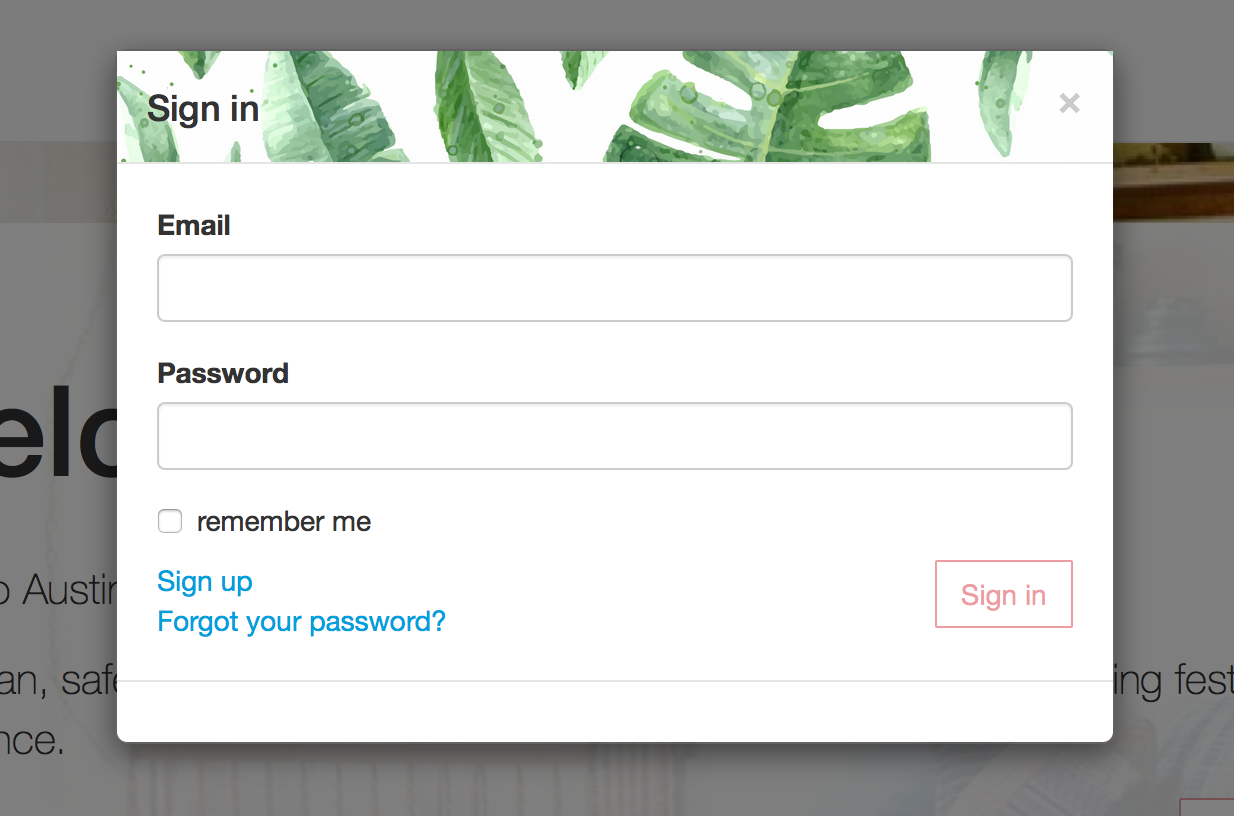 Sign in
×
Email
elc
Password
remember me
Sign up
Sign in
Forgot your password?
an, safe
ing fest
nce.